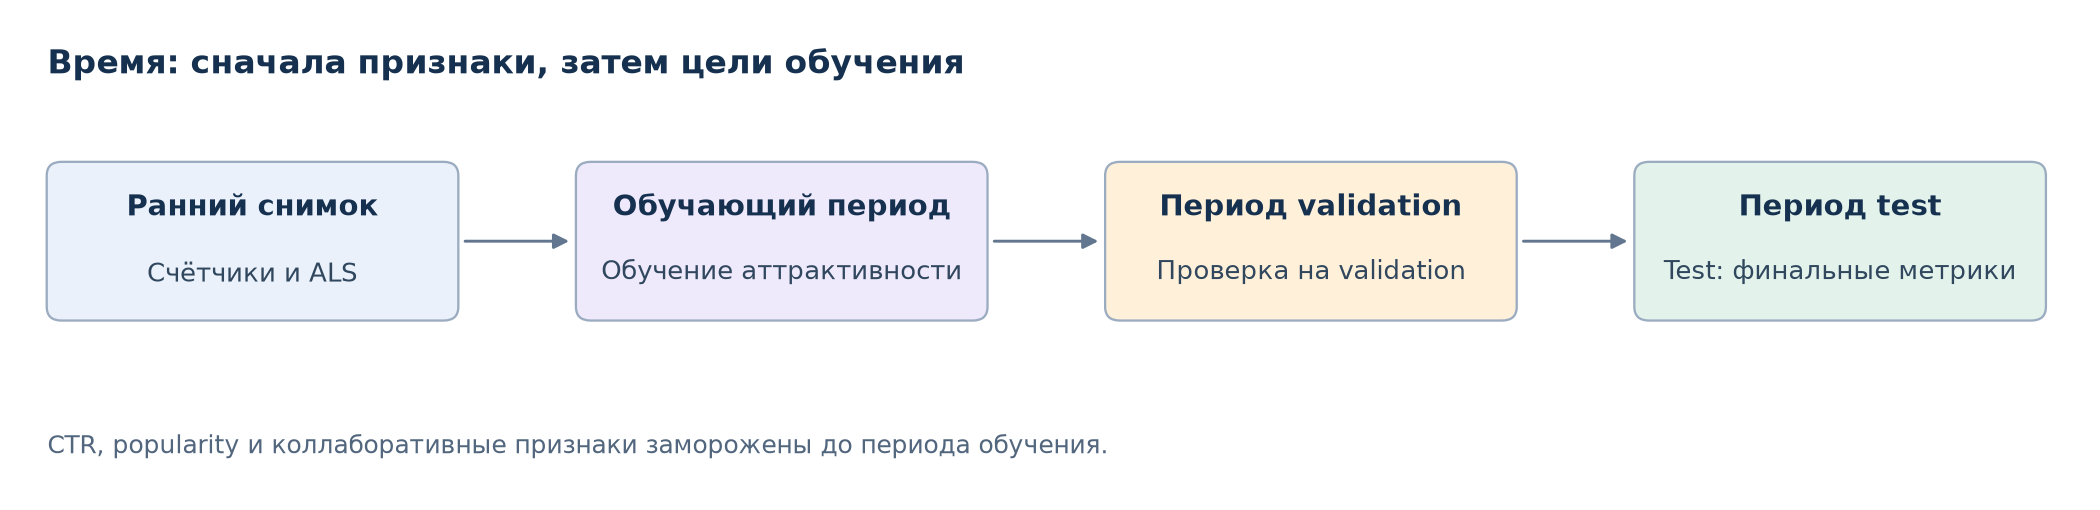 Время: сначала признаки, затем цели обучения
Ранний снимок
Счётчики и ALS
Обучающий период
Обучение аттрактивности
Период validation
Проверка на validation
Период test
Test: финальные метрики
CTR, popularity и коллаборативные признаки заморожены до периода обучения.